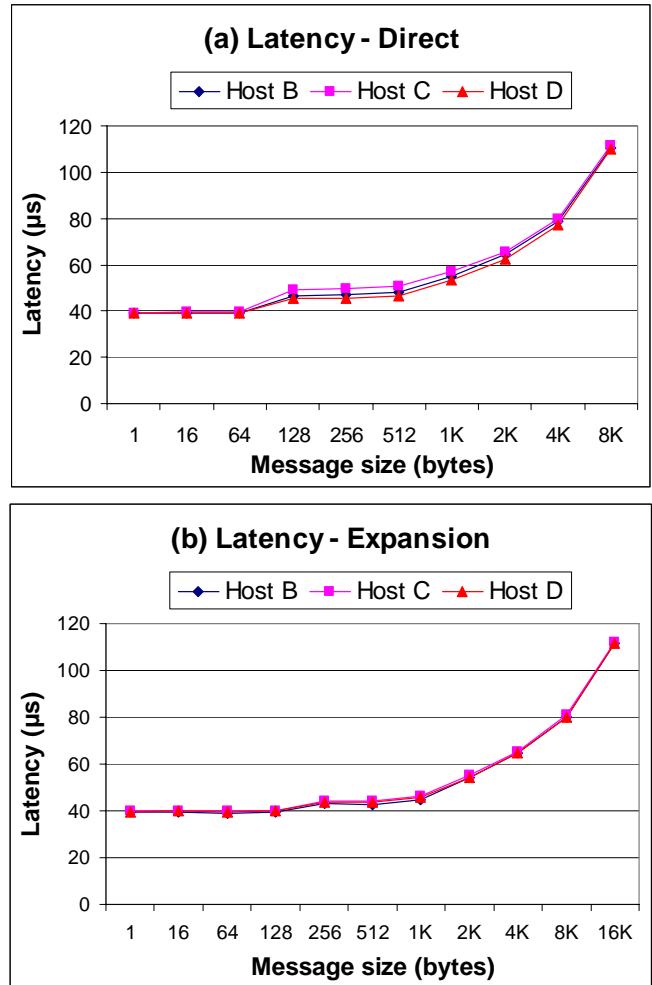 (a) Latency - Direct
Host B Host C Host D
120
100
80
60
40
20
0
Latency (µs)
1 16 64 128 256 512 1K 2K 4K 8K
Message size (bytes)
(b) Latency - Expansion
Host B Host C Host D
120
100
80
60
40
20
0
Latency (µs)
1 16 64 128 256 512 1K 2K 4K 8K 16K
Message size (bytes)